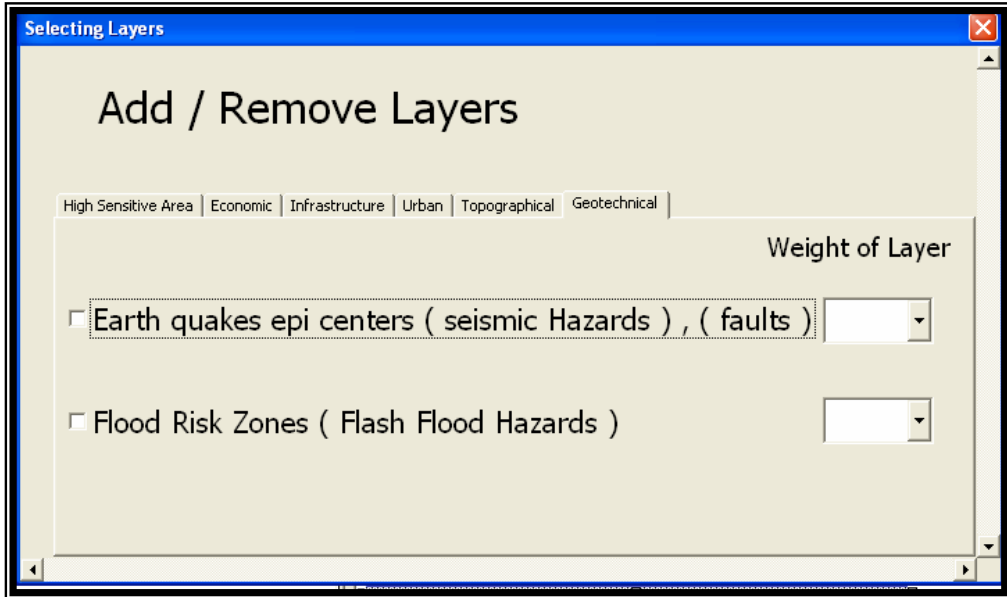 Selecting Layers
Add / Remove Layers
High Sensitive Area Economic Infrastructure Urban Topographical Geotechnical
Weight of Layer
Earth quakes epi centers ( seismic Hazards ) , ( faults )
Flood Risk Zones ( Flash Flood Hazards )